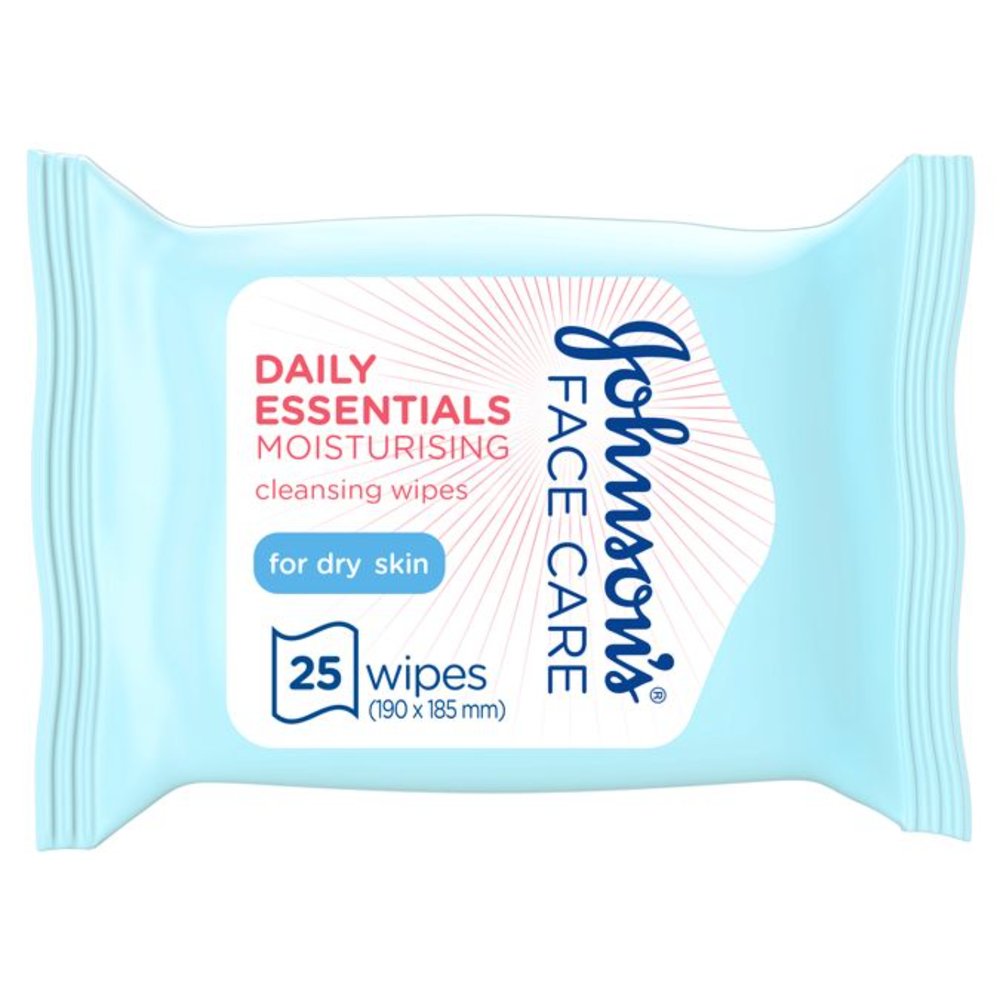 DAILY
ESSENTIALS
MOISTURISING
cleansing wipes
for dry skin
25 wipes
(190 x 185 mm)
Johnson's®
FACE CARE